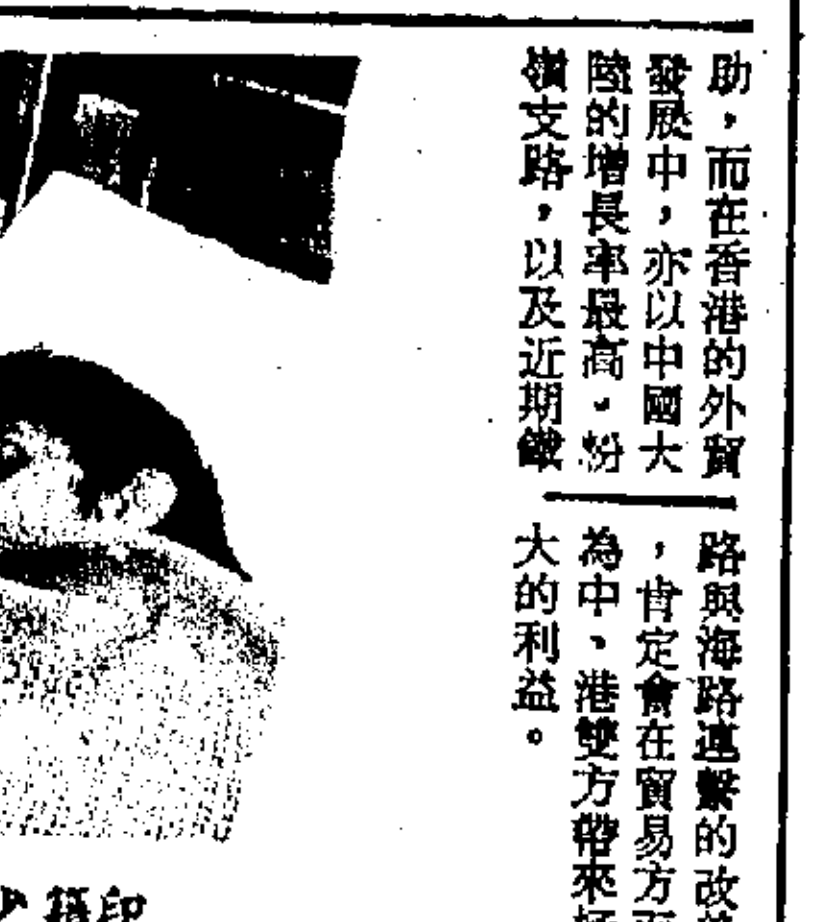 助，而在香港的外貿
發展中，亦以中國大
陸的增長率最高。粉
嶺支路，以及近期鐵
路與海路連繫的改
，肯定會在貿易方
為中、港雙方帶來
大的利益。
攝印